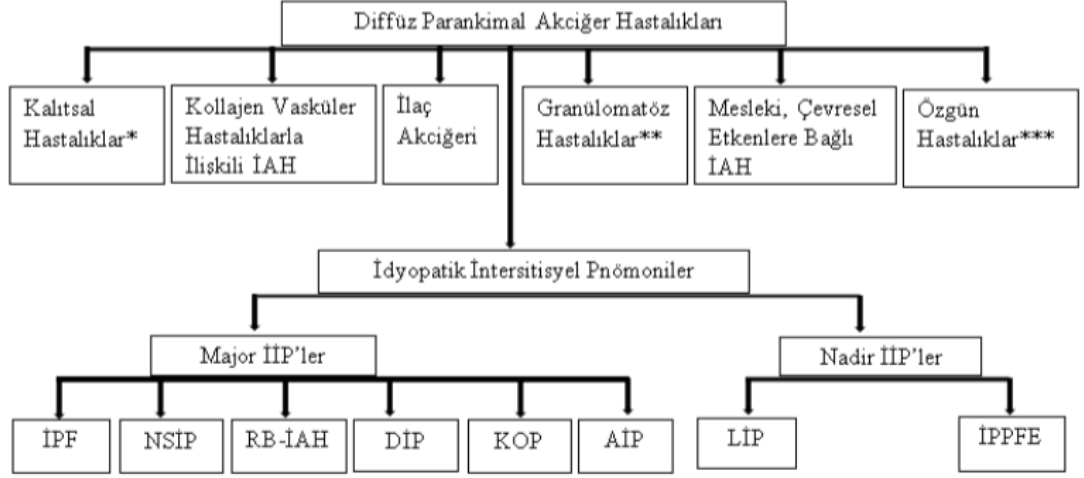 Diffüz Parankimal Akciğer Hastalıkları
Kalıtsal
Hastalıklar*
Kollajen Vasküler
Hastalıklarla
İlişkili İAH
İlaç
Akciğeri
Granülomatöz
Hastalıklar**
Mesleki, Çevresel
Etkenlere Bağlı
İAH
Özgün
Hastalıklar***
İdyopatik İntersitisyel Pnömoniler
Major İİP'ler
Nadir İİP'ler
İPF
NSİP
RB-İAH
DİP
KOP
AİP
LİP
İPPFE